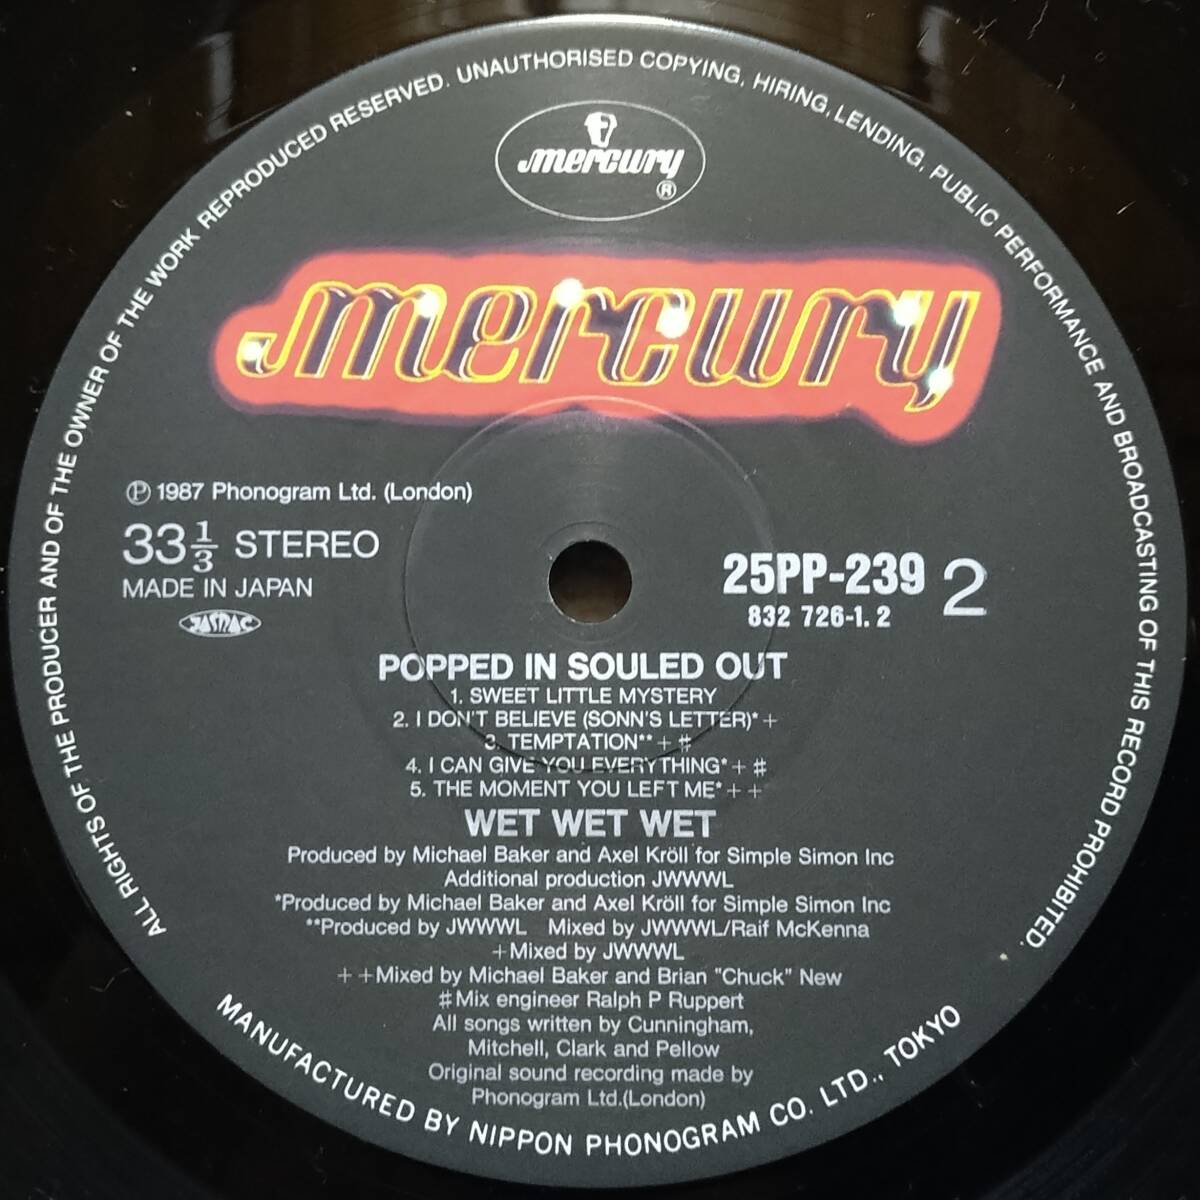 ALL RIGHTS OF THE PRODUCER AND OF THE OWNER OF THE WORK REPRODUCED RESERVED. UNAUTHORISED COPYING, HIRING, LENDING, PUBLIC PERFORMANCE AND BROADCASTING OF THIS RECORD PROHIBITED.
mercury
®
mercury
℗ 1987 Phonogram Ltd. (London)
33 1/3 STEREO
MADE IN JAPAN
JASRAC
25PP-239 2
832 726-1. 2
POPPED IN SOULED OUT
1. SWEET LITTLE MYSTERY
2. I DON'T BELIEVE (SONN'S LETTER)*+
3. TEMPTATION**+♯
4. I CAN GIVE YOU EVERYTHING*+♯
5. THE MOMENT YOU LEFT ME*++
WET WET WET
Produced by Michael Baker and Axel Kröll for Simple Simon Inc
Additional production JWWWL
*Produced by Michael Baker and Axel Kröll for Simple Simon Inc
**Produced by JWWWL Mixed by JWWWL/Raif McKenna
+Mixed by JWWWL
++Mixed by Michael Baker and Brian "Chuck" New
♯Mix engineer Ralph P Ruppert
All songs written by Cunningham,
Mitchell, Clark and Pellow
Original sound recording made by
Phonogram Ltd.(London)
MANUFACTURED BY NIPPON PHONOGRAM CO. LTD., TOKYO